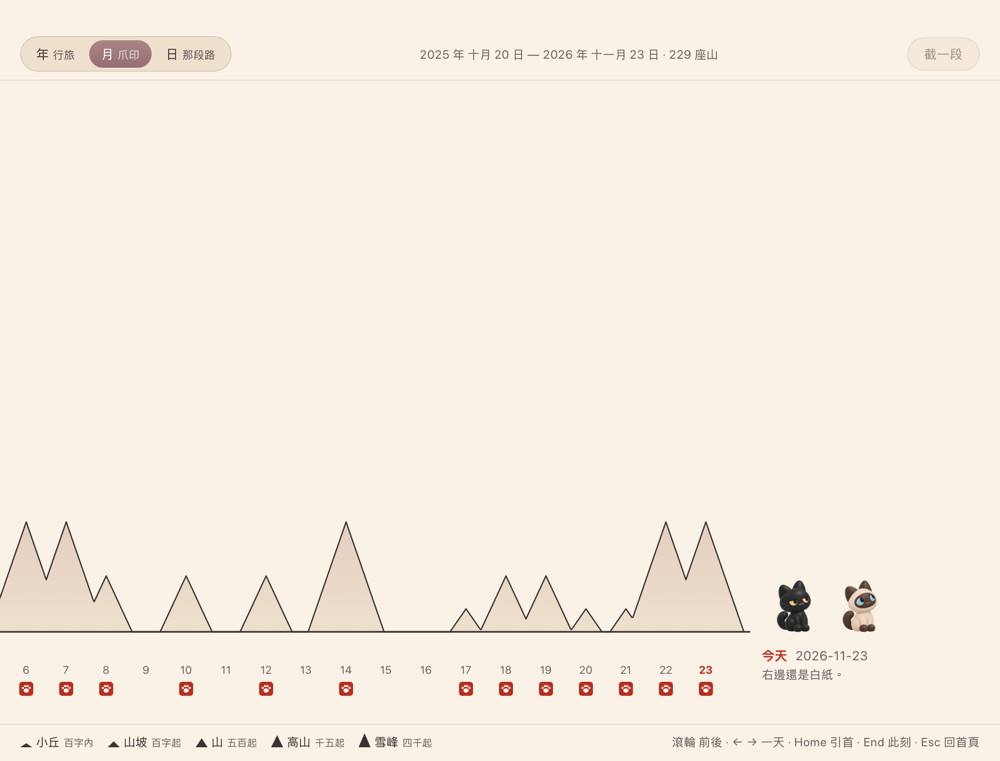 年 行旅 月 爪印 日 那段路
2025 年 十月 20 日 — 2026 年 十一月 23 日 · 229 座山
截一段
6 7 8 9 10 11 12 13 14 15 16 17 18 19 20 21 22 23
今天 2026-11-23
右邊還是白紙。
小丘 百字內 山坡 百字起 山 五百起 高山 千五起 雪峰 四千起
滾輪 前後 · ← → 一天 · Home 引首 · End 此刻 · Esc 回首頁